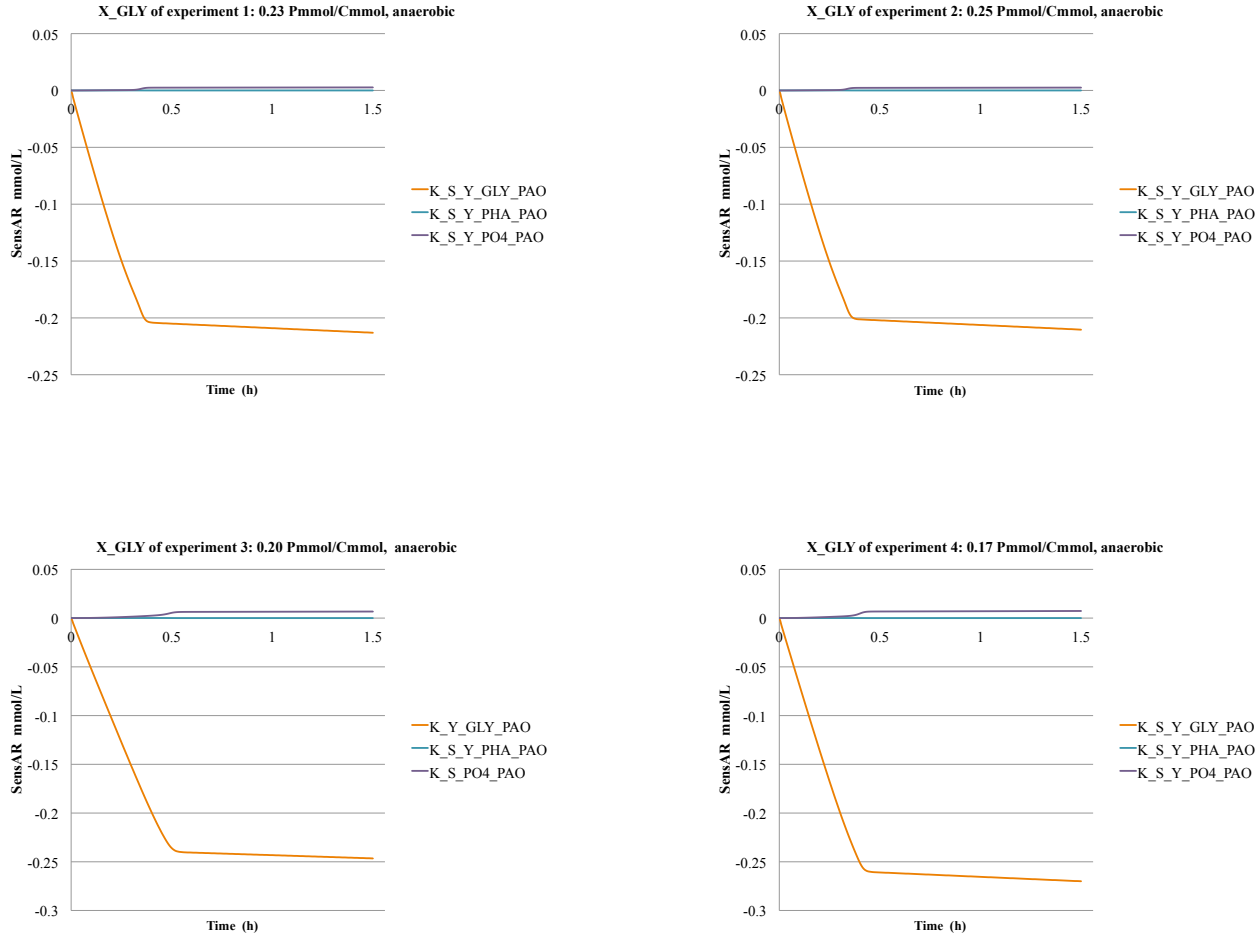 X_GLY of experiment 1: 0.23 Pmmol/Cmmol, anaerobic
0.05
0
-0.05
-0.1
-0.15
-0.2
-0.25
0
0.5
1
1.5
SensAR mmol/L
Time (h)
K_S_Y_GLY_PAO
K_S_Y_PHA_PAO
K_S_Y_PO4_PAO
X_GLY of experiment 2: 0.25 Pmmol/Cmmol, anaerobic
0.05
0
-0.05
-0.1
-0.15
-0.2
-0.25
0
0.5
1
1.5
SensAR mmol/L
Time (h)
K_S_Y_GLY_PAO
K_S_Y_PHA_PAO
K_S_Y_PO4_PAO
X_GLY of experiment 3: 0.20 Pmmol/Cmmol, anaerobic
0.05
0
-0.05
-0.1
-0.15
-0.2
-0.25
-0.3
0
0.5
1
1.5
SensAR mmol/L
Time (h)
K_Y_GLY_PAO
K_S_Y_PHA_PAO
K_S_PO4_PAO
X_GLY of experiment 4: 0.17 Pmmol/Cmmol, anaerobic
0.05
0
-0.05
-0.1
-0.15
-0.2
-0.25
-0.3
0
0.5
1
1.5
SensAR mmol/L
Time (h)
K_S_Y_GLY_PAO
K_S_Y_PHA_PAO
K_S_Y_PO4_PAO